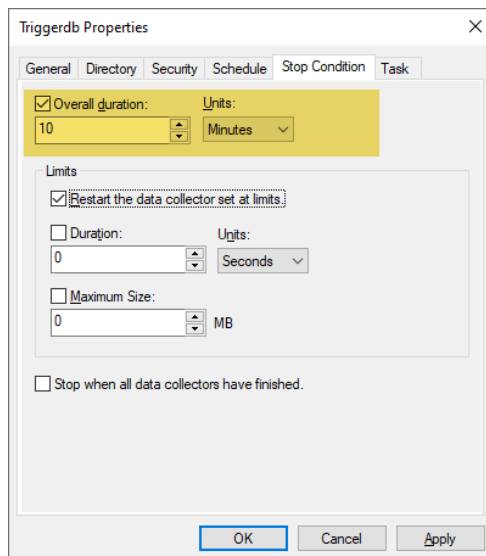 Triggerdb Properties
General Directory Security Schedule Stop Condition Task
Overall duration: Units:
10 Minutes
Limits
Restart the data collector set at limits.
Duration: Units:
0 Seconds
Maximum Size:
0 MB
Stop when all data collectors have finished.
OK Cancel Apply